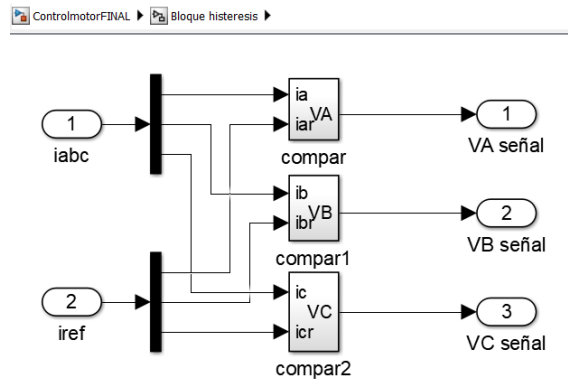 ControlmotorFINAL Bloque histeresis
1
iabc
ia
iar
VA
compar
1
VA señal
ib
ibr
VB
compar1
2
VB señal
2
iref
ic
icr
VC
compar2
3
VC señal